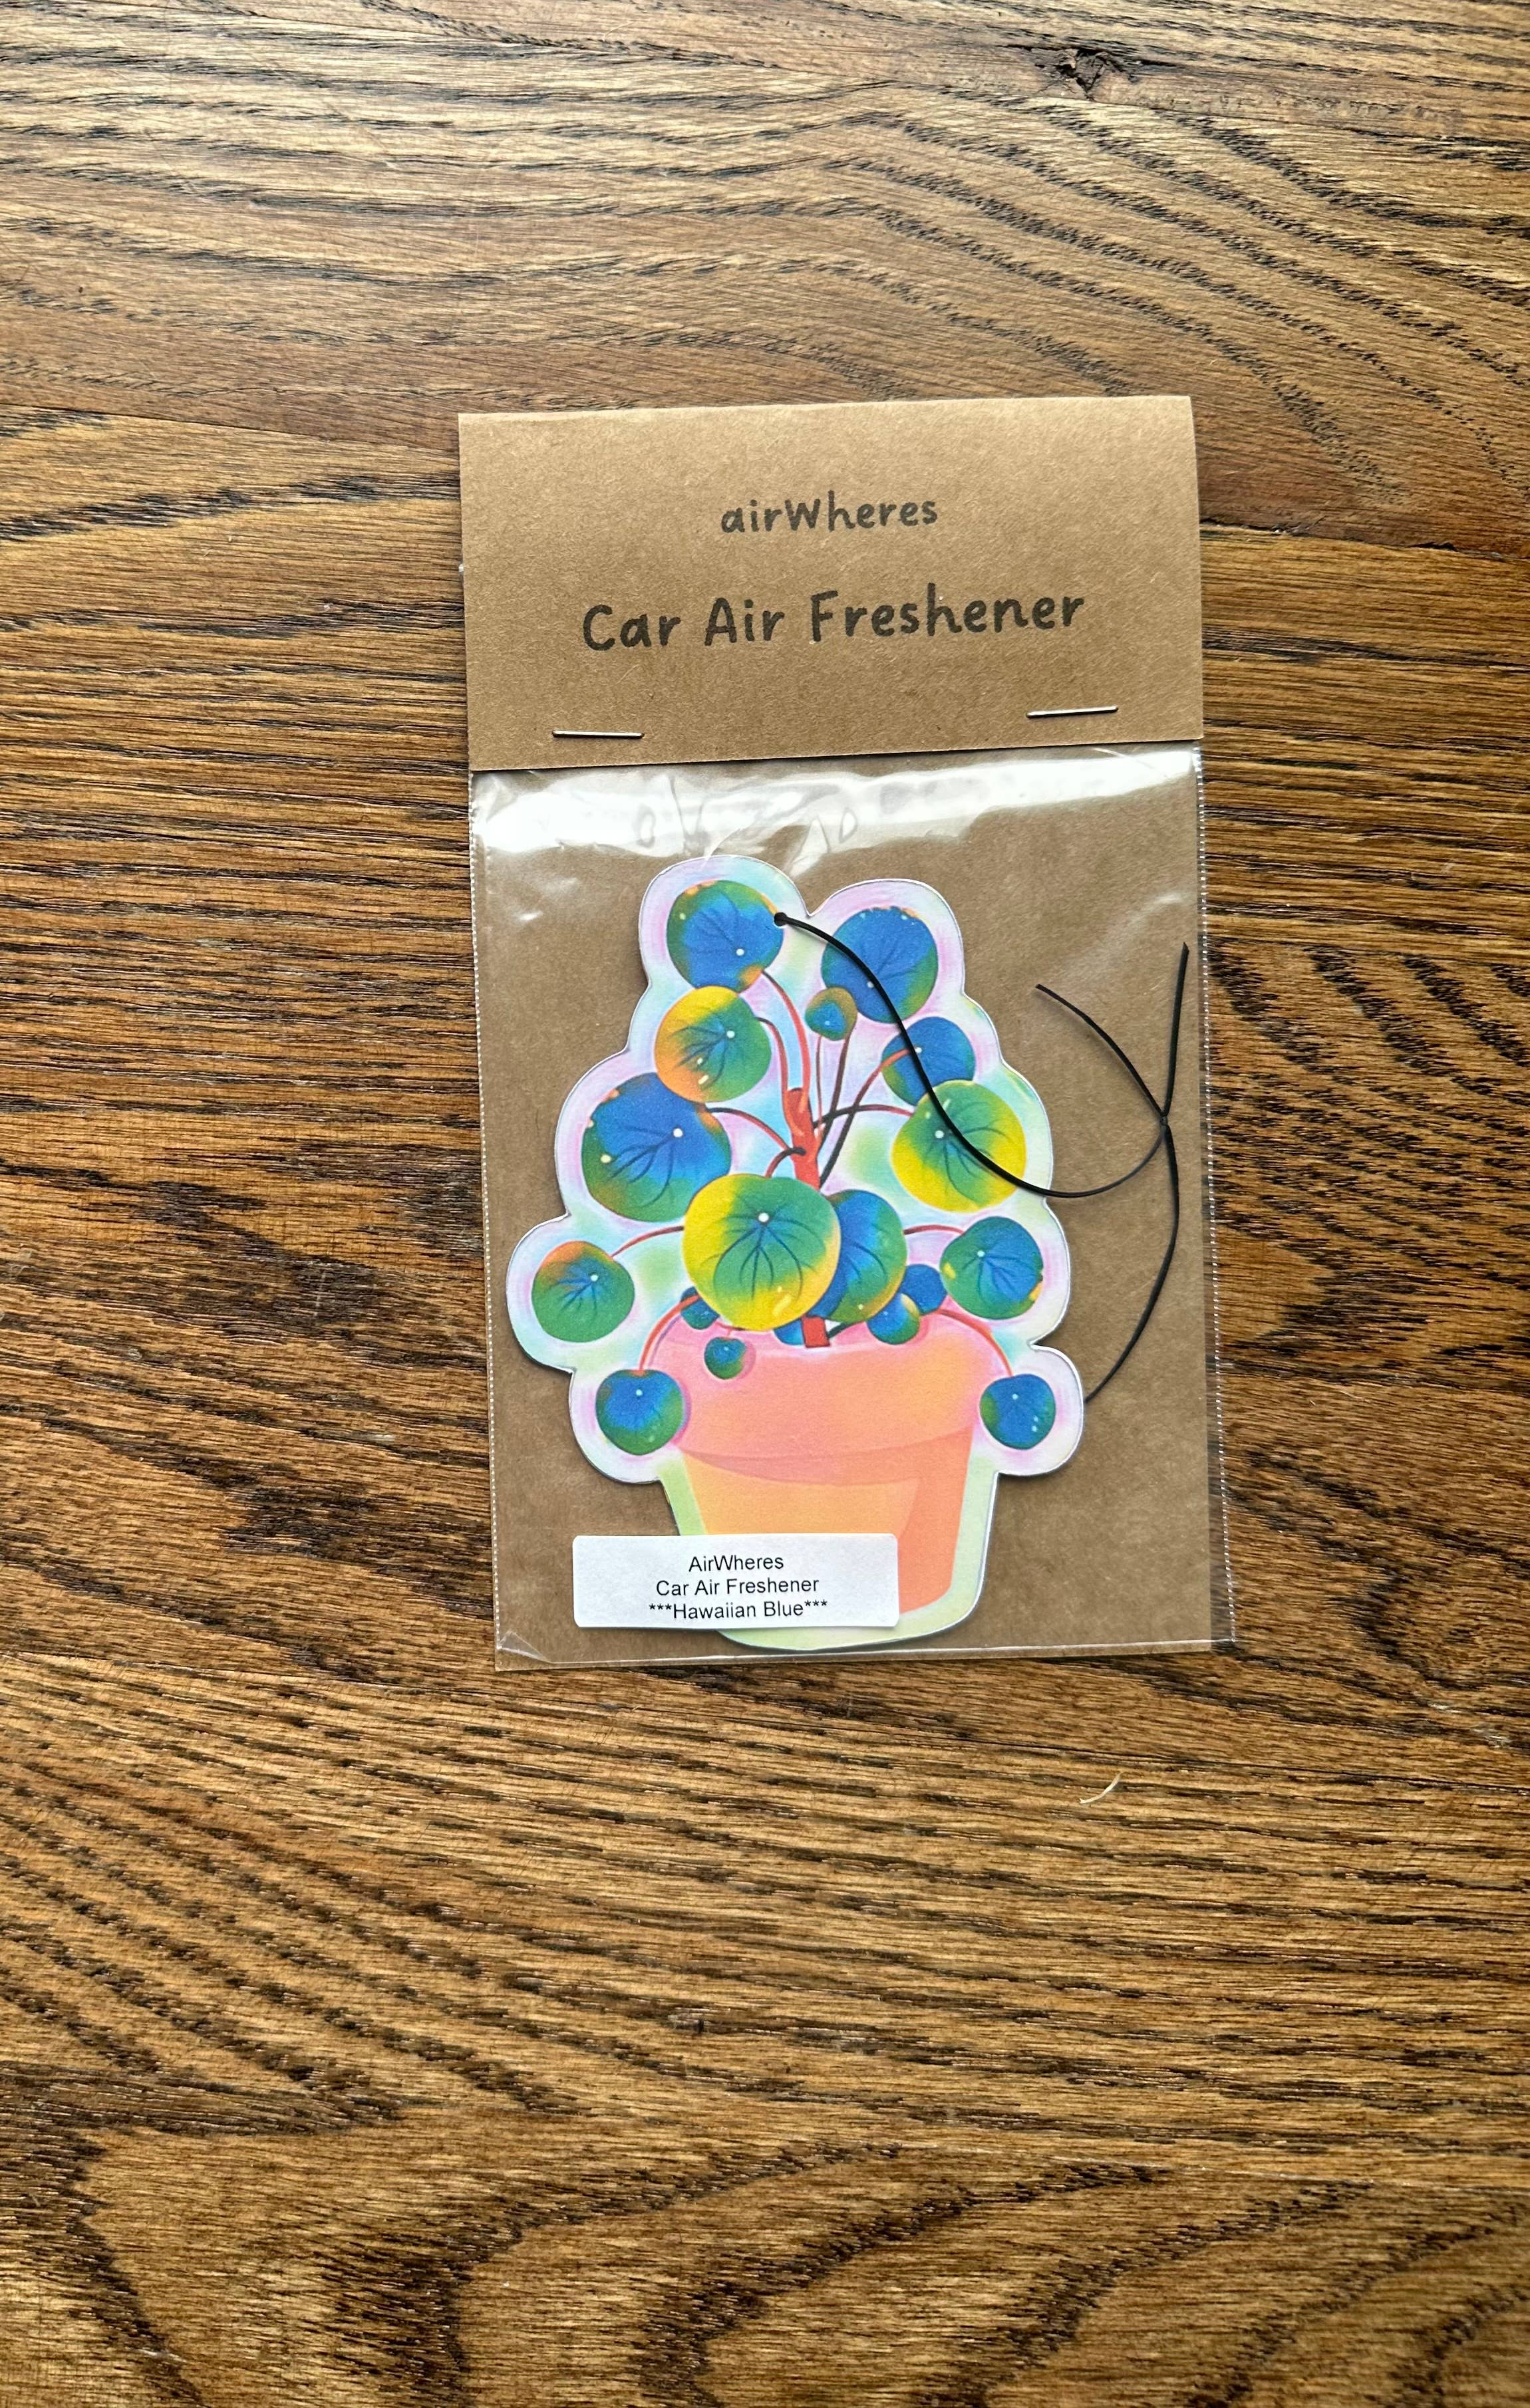 airWheres
Car Air Freshener
AirWheres
Car Air Freshener
***Hawaiian Blue***